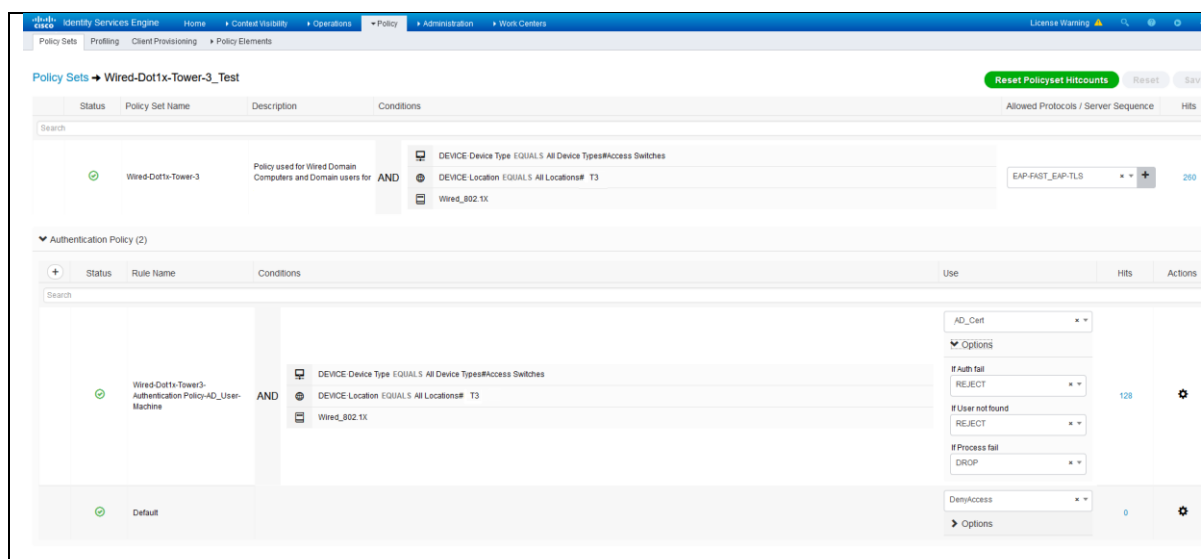 CISCO Identity Services Engine Home Context Visibility Operations Policy Administration Work Centers License Warning
Policy Sets Profiling Client Provisioning Policy Elements
Policy Sets → Wired-Dot1x-Tower-3_Test
Reset Policyset Hitcounts Reset Sav
Status Policy Set Name Description Conditions Allowed Protocols / Server Sequence Hits
Search
DEVICE·Device Type EQUALS All Device Types#Access Switches
Policy used for Wired Domain
Wired-Dot1x-Tower-3 Computers and Domain users for AND DEVICE·Location EQUALS All Locations# T3 EAP-FAST_EAP-TLS × + 260
Wired_802.1X
Authentication Policy (2)
+ Status Rule Name Conditions Use Hits Actions
Search
AD_Cert ×
Options
DEVICE·Device Type EQUALS All Device Types#Access Switches
If Auth fail
Wired-Dot1x-Tower3-
REJECT ×
Authentication Policy-AD_User- AND DEVICE·Location EQUALS All Locations# T3 128
Machine
If User not found
Wired_802.1X
REJECT ×
If Process fail
DROP ×
DenyAccess ×
Default 0
Options